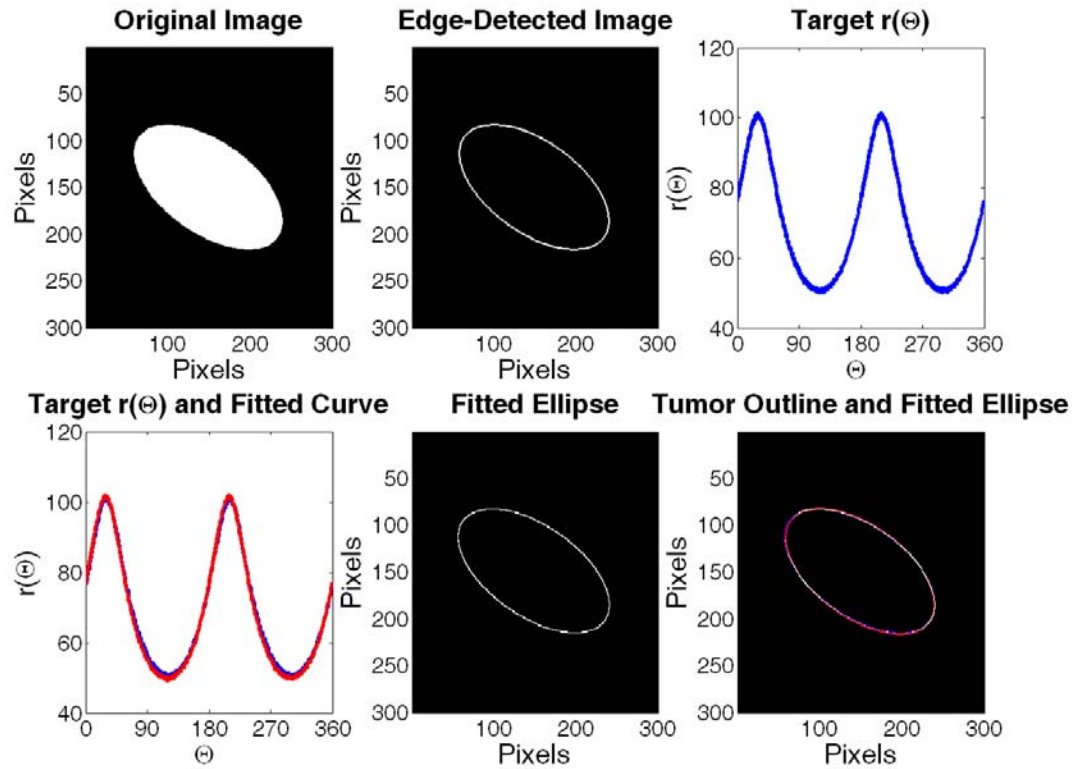 Original Image
Edge-Detected Image
Target r(Θ)
50
100
150
200
250
300
Pixels
100 200 300
Pixels
50
100
150
200
250
300
Pixels
100 200 300
Pixels
120
100
80
60
40
r(Θ)
0 90 180 270 360
Θ
Target r(Θ) and Fitted Curve
Fitted Ellipse
Tumor Outline and Fitted Ellipse
120
100
80
60
40
r(Θ)
0 90 180 270 360
Θ
50
100
150
200
250
300
Pixels
100 200 300
Pixels
50
100
150
200
250
300
Pixels
100 200 300
Pixels